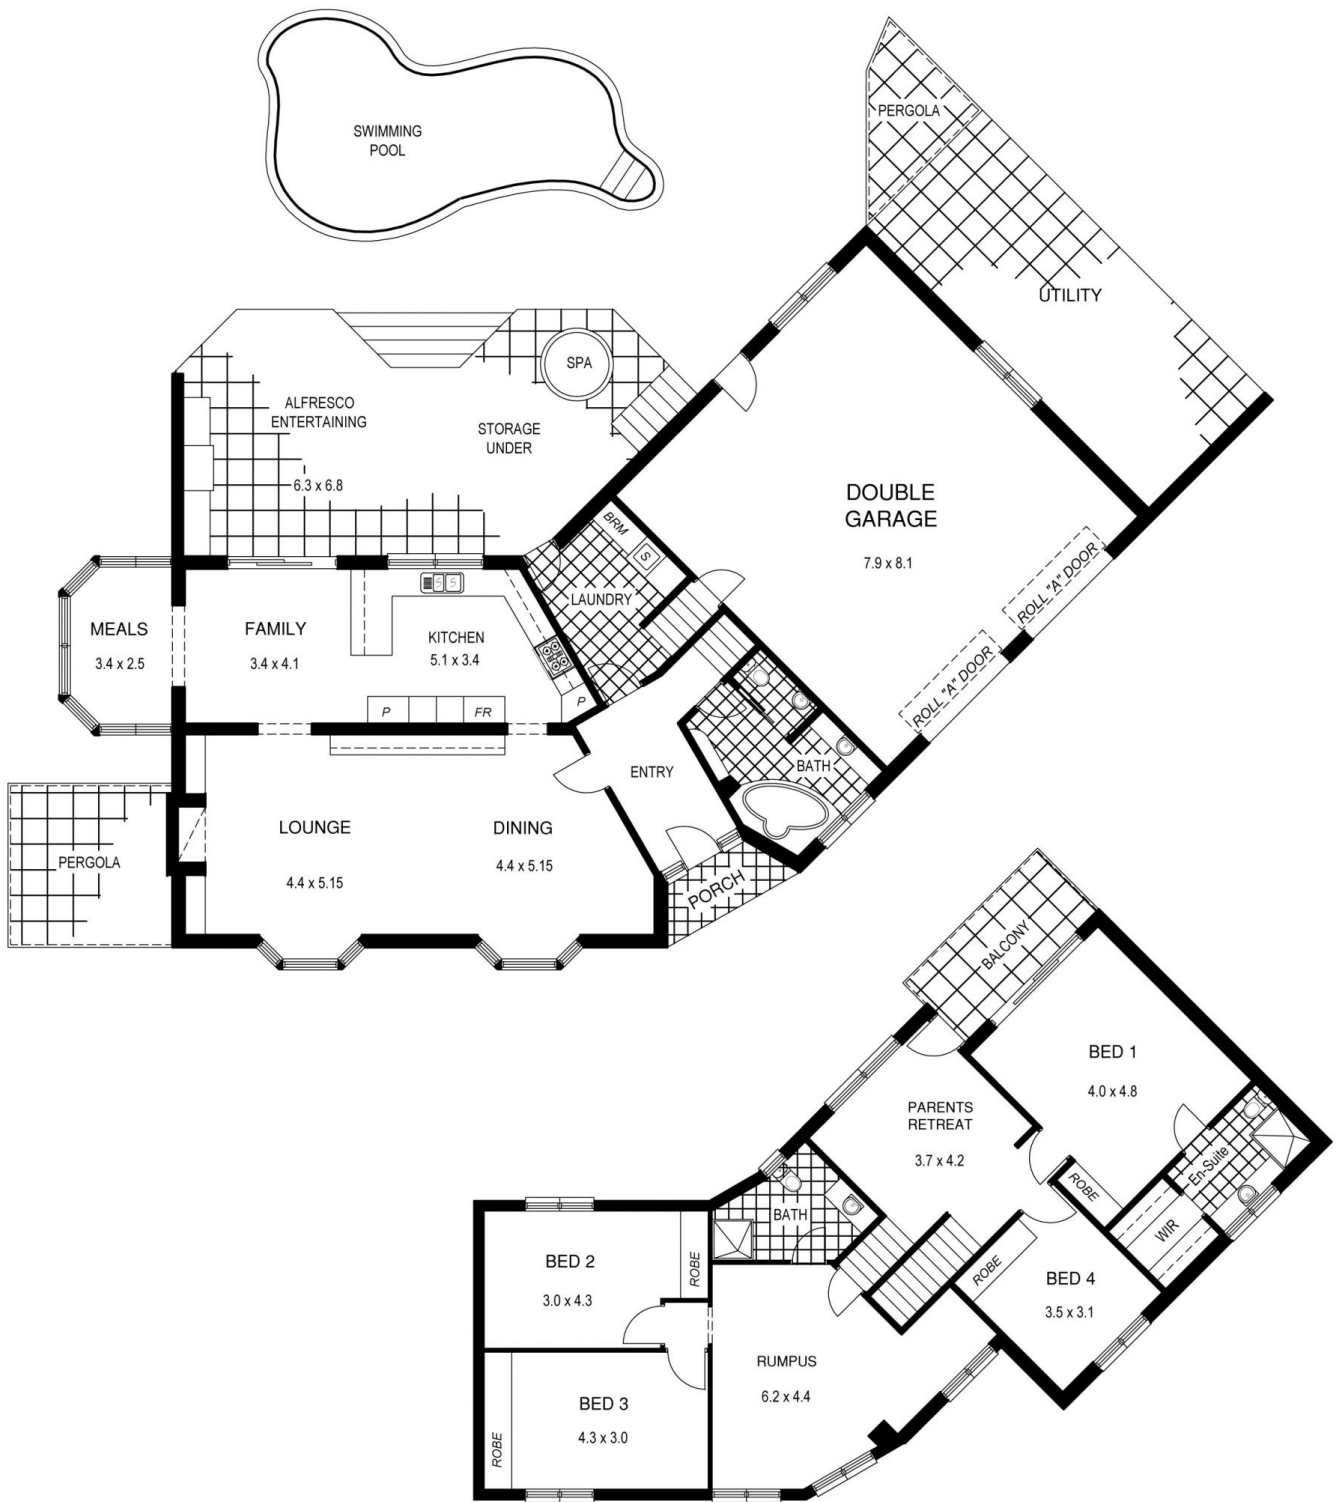 SWIMMING
POOL
PERGOLA
UTILITY
SPA
ALFRESCO
ENTERTAINING
6.3 x 6.8
STORAGE
UNDER
DOUBLE
GARAGE
7.9 x 8.1
ROLL "A" DOOR
ROLL "A" DOOR
BRM
S
LAUNDRY
MEALS
3.4 x 2.5
FAMILY
3.4 x 4.1
KITCHEN
5.1 x 3.4
P
FR
P
ENTRY
BATH
LOUNGE
4.4 x 5.15
DINING
4.4 x 5.15
PERGOLA
PORCH
BALCONY
BED 1
4.0 x 4.8
PARENTS
RETREAT
3.7 x 4.2
En-Suite
ROBE
WIR
BATH
BED 2
3.0 x 4.3
ROBE
ROBE
BED 4
3.5 x 3.1
RUMPUS
6.2 x 4.4
BED 3
4.3 x 3.0
ROBE